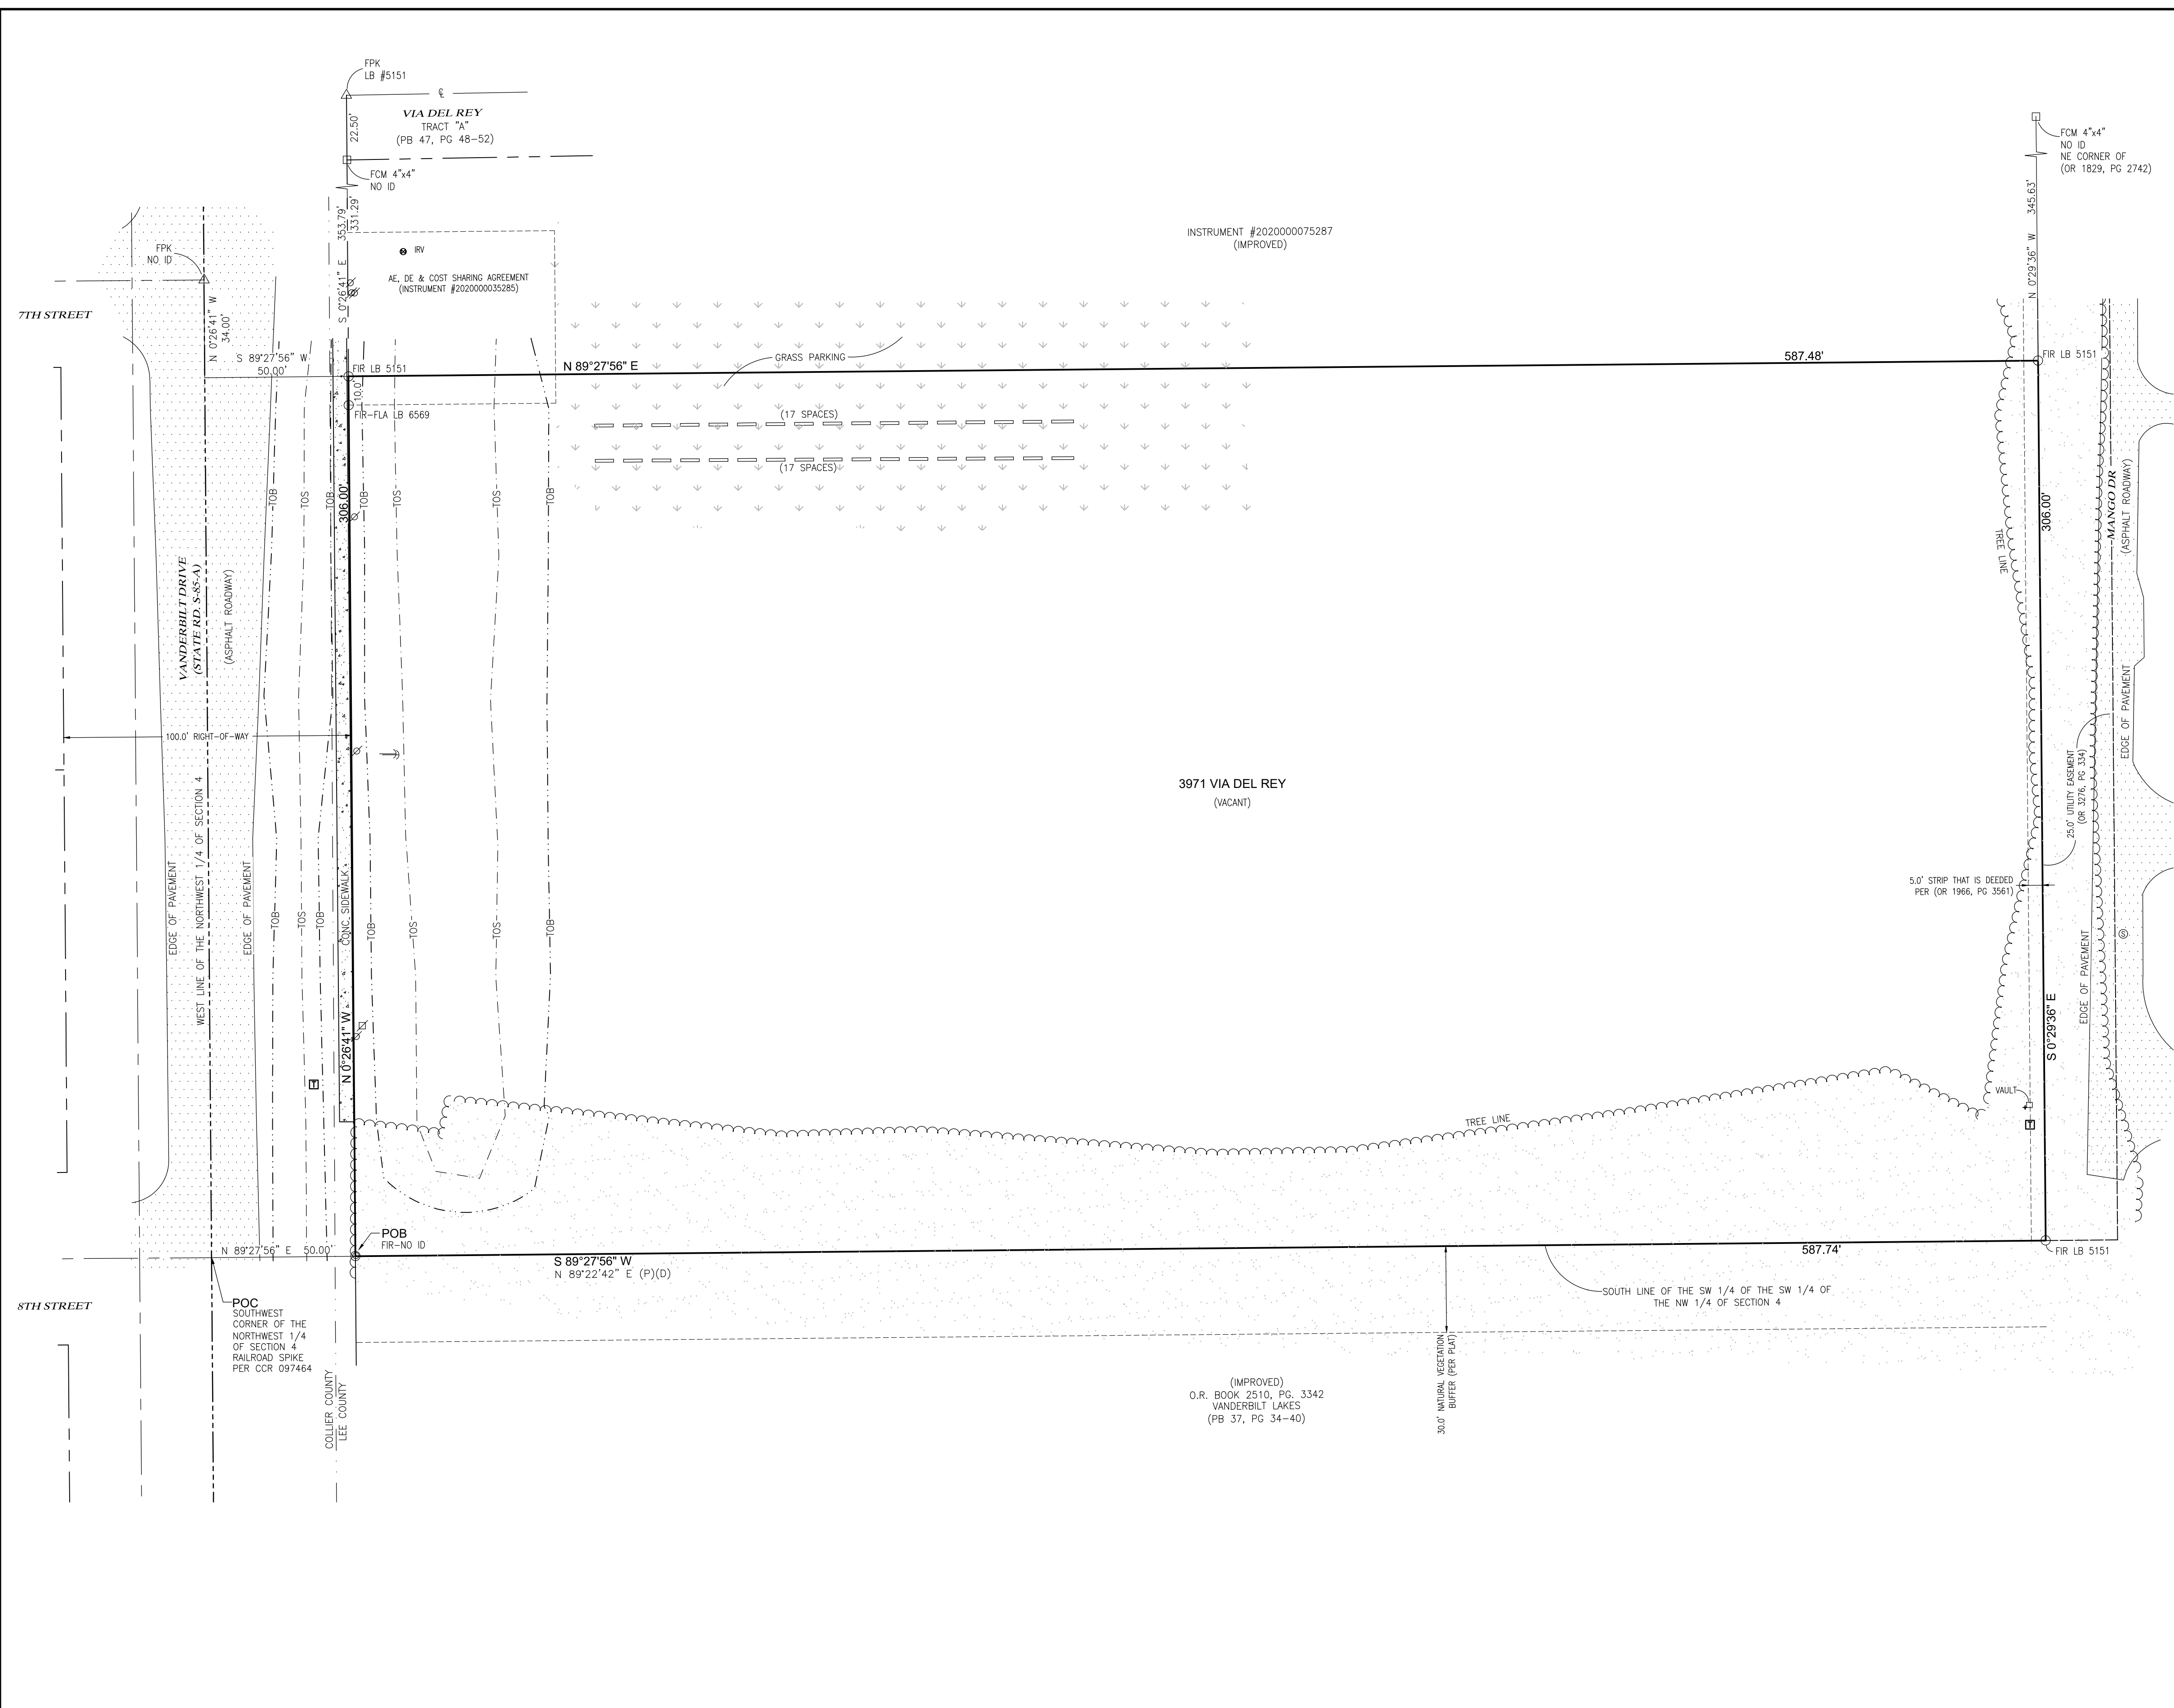 FPK
LB #5151
℄
VIA DEL REY
TRACT "A"
(PB 47, PG 48-52)
22.50'
FCM 4"x4"
NO ID
FCM 4"x4"
NO ID
NE CORNER OF
(OR 1829, PG 2742)
S 0°26'41" E 353.79'
331.29'
N 0°29'36" W 345.63'
IRV
AE, DE & COST SHARING AGREEMENT
(INSTRUMENT #2020000035285)
INSTRUMENT #2020000075287
(IMPROVED)
FPK
NO ID
7TH STREET
N 0°26'41" W
34.00'
S 89°27'56" W
50.00'
FIR LB 5151
10.0'
FIR-FLA LB 6569
N 89°27'56" E
GRASS PARKING
587.48'
FIR LB 5151
(17 SPACES)
(17 SPACES)
TOB
TOS
TOB
306.00'
TOB
TOS
TOS
TOB
TREE LINE
306.00'
MANGO DR
(ASPHALT ROADWAY)
VANDERBILT DRIVE
(STATE RD. S-85-A)
(ASPHALT ROADWAY)
100.0' RIGHT-OF-WAY
EDGE OF PAVEMENT
25.0' UTILITY EASEMENT
(OR 3276, PG 334)
3971 VIA DEL REY
(VACANT)
EDGE OF PAVEMENT
WEST LINE OF THE NORTHWEST 1/4 OF SECTION 4
EDGE OF PAVEMENT
TOB
TOS
TOB
CONC. SIDEWALK
TOB
TOS
TOS
TOB
5.0' STRIP THAT IS DEEDED
PER (OR 1966, PG 3561)
S
EDGE OF PAVEMENT
N 0°26'41" W
S 0°29'36" E
T
VAULT
T
TREE LINE
POB
FIR-NO ID
N 89°27'56" E 50.00'
S 89°27'56" W
N 89°22'42" E (P)(D)
587.74'
FIR LB 5151
8TH STREET
POC
SOUTHWEST
CORNER OF THE
NORTHWEST 1/4
OF SECTION 4
RAILROAD SPIKE
PER CCR 097464
SOUTH LINE OF THE SW 1/4 OF THE SW 1/4 OF
THE NW 1/4 OF SECTION 4
COLLIER COUNTY
LEE COUNTY
30.0' NATURAL VEGETATION
BUFFER (PER PLAT)
(IMPROVED)
O.R. BOOK 2510, PG. 3342
VANDERBILT LAKES
(PB 37, PG 34-40)